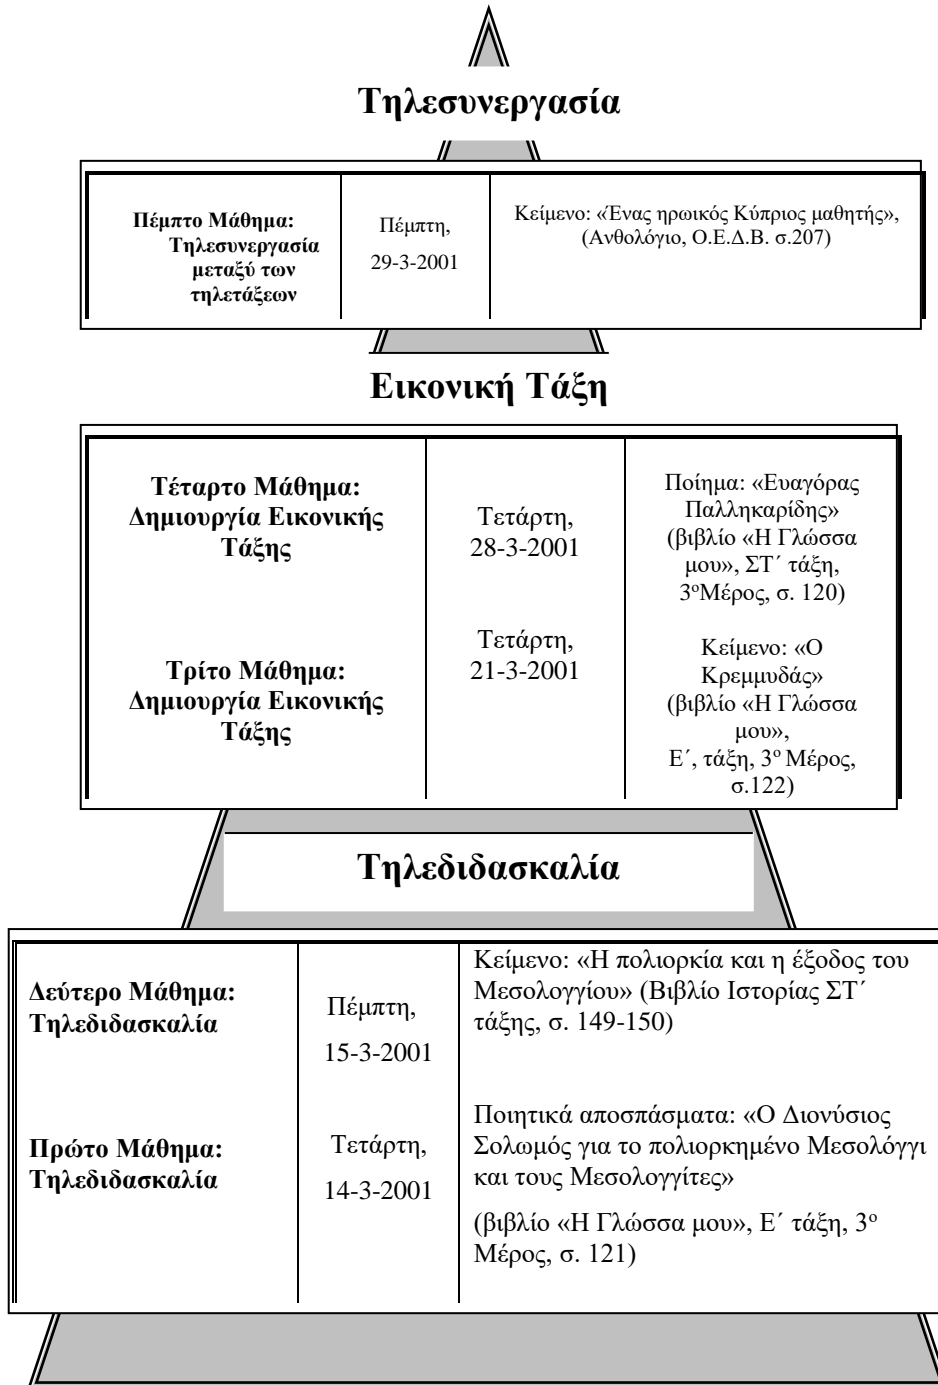 Τηλεσυνεργασία
Πέμπτο Μάθημα:
Τηλεσυνεργασία
μεταξύ των
τηλετάξεων
Πέμπτη,
29-3-2001
Κείμενο: «Ένας ηρωικός Κύπριος μαθητής»,
(Ανθολόγιο, Ο.Ε.Δ.Β. σ.207)
Εικονική Τάξη
Τέταρτο Μάθημα:
Δημιουργία Εικονικής
Τάξης
Τετάρτη,
28-3-2001
Ποίημα: «Ευαγόρας
Παλληκαρίδης»
(βιβλίο «Η Γλώσσα
μου», ΣΤ΄ τάξη,
3ºΜέρος, σ. 120)
Τρίτο Μάθημα:
Δημιουργία Εικονικής
Τάξης
Τετάρτη,
21-3-2001
Κείμενο: «Ο
Κρεμμυδάς»
(βιβλίο «Η Γλώσσα
μου»,
Ε΄, τάξη, 3º Μέρος,
σ.122)
Τηλεδιδασκαλία
Δεύτερο Μάθημα:
Τηλεδιδασκαλία
Πέμπτη,
15-3-2001
Κείμενο: «Η πολιορκία και η έξοδος του
Μεσολογγίου» (Βιβλίο Ιστορίας ΣΤ΄
τάξης, σ. 149-150)
Πρώτο Μάθημα:
Τηλεδιδασκαλία
Τετάρτη,
14-3-2001
Ποιητικά αποσπάσματα: «Ο Διονύσιος
Σολωμός για το πολιορκημένο Μεσολόγγι
και τους Μεσολογγίτες»
(βιβλίο «Η Γλώσσα μου», Ε΄ τάξη, 3º
Μέρος, σ. 121)